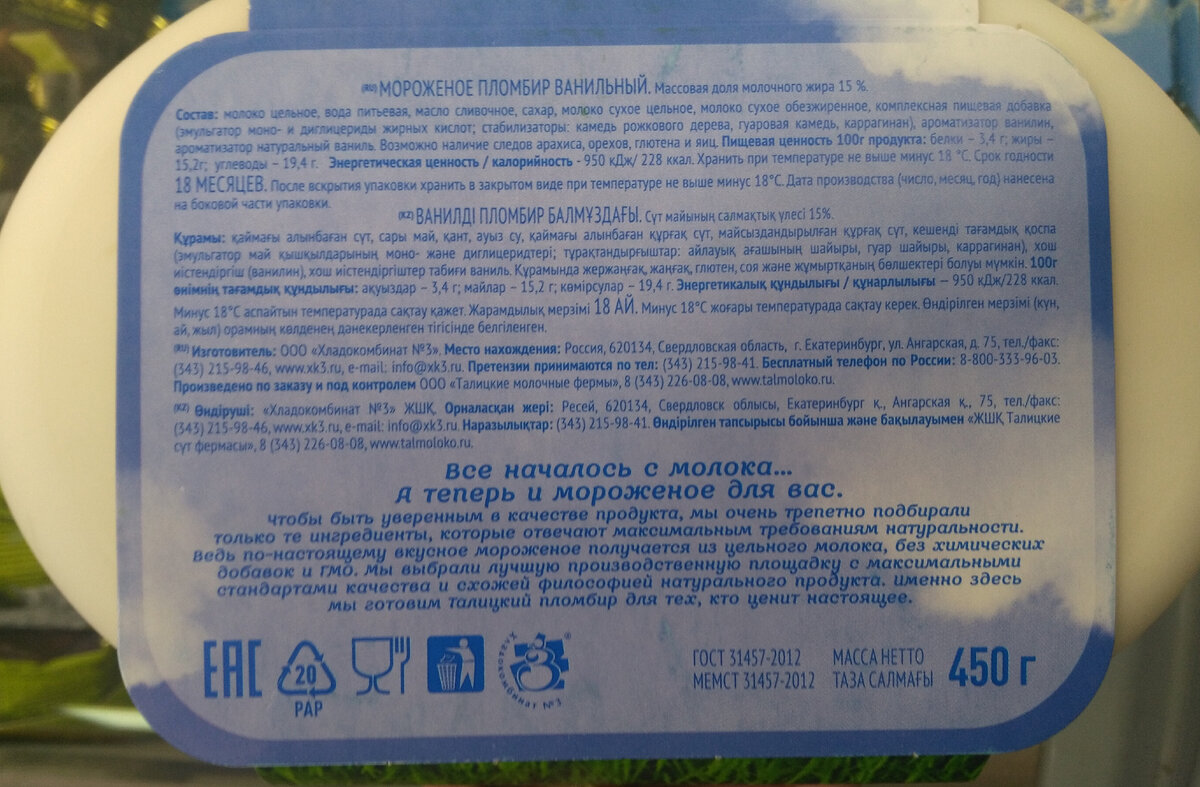 (RU) МОРОЖЕНОЕ ПЛОМБИР ВАНИЛЬНЫЙ. Массовая доля молочного жира 15 %.
Состав: молоко цельное, вода питьевая, масло сливочное, сахар, молоко сухое цельное, молоко сухое обезжиренное, комплексная пищевая добавка
(эмульгатор моно- и диглицериды жирных кислот; стабилизаторы: камедь рожкового дерева, гуаровая камедь, каррагинан), ароматизатор ванилин,
ароматизатор натуральный ваниль. Возможно наличие следов арахиса, орехов, глютена и яиц. Пищевая ценность 100г продукта: белки – 3,4 г; жиры –
15,2г; углеводы – 19,4 г. Энергетическая ценность / калорийность - 950 кДж/ 228 ккал. Хранить при температуре не выше минус 18 °С. Срок годности
18 МЕСЯЦЕВ. После вскрытия упаковки хранить в закрытом виде при температуре не выше минус 18°С. Дата производства (число, месяц, год) нанесена
на боковой части упаковки.
(KZ) ВАНИЛДІ ПЛОМБИР БАЛМҰЗДАҒЫ. Сүт майының салмақтық үлесі 15%.
Құрамы: қаймағы алынбаған сүт, сары май, қант, ауыз су, қаймағы алынбаған құрғақ сүт, майсыздандырылған құрғақ сүт, кешенді тағамдық қоспа
(эмульгатор май қышқылдарының моно- және диглицеридтері; тұрақтандырғыштар: айлауық ағашының шайыры, гуар шайыры, каррагинан), хош
иістендіргіш (ванилин), хош иістендіргіштер табиғи ваниль. Құрамында жержаңғақ, жаңғақ, глютен, соя және жұмыртқаның бөлшектері болуы мүмкін. 100г
өнімнің тағамдық құндылығы: ақуыздар – 3,4 г; майлар – 15,2 г; көмірсулар – 19,4 г. Энергетикалық құндылығы / құнарлылығы — 950 кДж/228 ккал.
Минус 18°С аспайтын температурада сақтау қажет. Жарамдылық мерзімі 18 АЙ. Минус 18°С жоғары температурада сақтау керек. Өндірілген мерзімі (күн,
ай, жыл) орамның көлденең дәнекерленген тігісінде белгіленген.
(RU) Изготовитель: ООО «Хладокомбинат №3». Место нахождения: Россия, 620134, Свердловская область, г. Екатеринбург, ул. Ангарская, д. 75, тел./факс:
(343) 215-98-46, www.xk3.ru, e-mail: info@xk3.ru. Претензии принимаются по тел: (343) 215-98-41. Бесплатный телефон по России: 8-800-333-96-03.
Произведено по заказу и под контролем ООО «Талицкие молочные фермы», 8 (343) 226-08-08, www.talmoloko.ru.
(KZ) Өндіруші: «Хладокомбинат №3» ЖШҚ, Орналасқан жері: Ресей, 620134, Свердловск облысы, Екатеринбург қ., Ангарская қ., 75, тел./факс:
(343) 215-98-46, www.xk3.ru, e-mail: info@xk3.ru. Наразылықтар: (343) 215-98-41. Өндірілген тапсырысы бойынша және бақылауымен «ЖШҚ Талицкие
сүт фермасы», 8 (343) 226-08-08, www.talmoloko.ru.
Все началось с молока...
А теперь и мороженое для вас.
Чтобы быть уверенным в качестве продукта, мы очень трепетно подбирали
только те ингредиенты, которые отвечают максимальным требованиям натуральности.
Ведь по-настоящему вкусное мороженое получается из цельного молока, без химических
добавок и ГМО. Мы выбрали лучшую производственную площадку с максимальными
стандартами качества и схожей философией натурального продукта. Именно здесь
мы готовим Талицкий пломбир для тех, кто ценит настоящее.
EAC
20
PAP
Хладокомбинат №3
®
ГОСТ 31457-2012
МЕМСТ 31457-2012
МАССА НЕТТО
ТАЗА САЛМАҒЫ
450 г